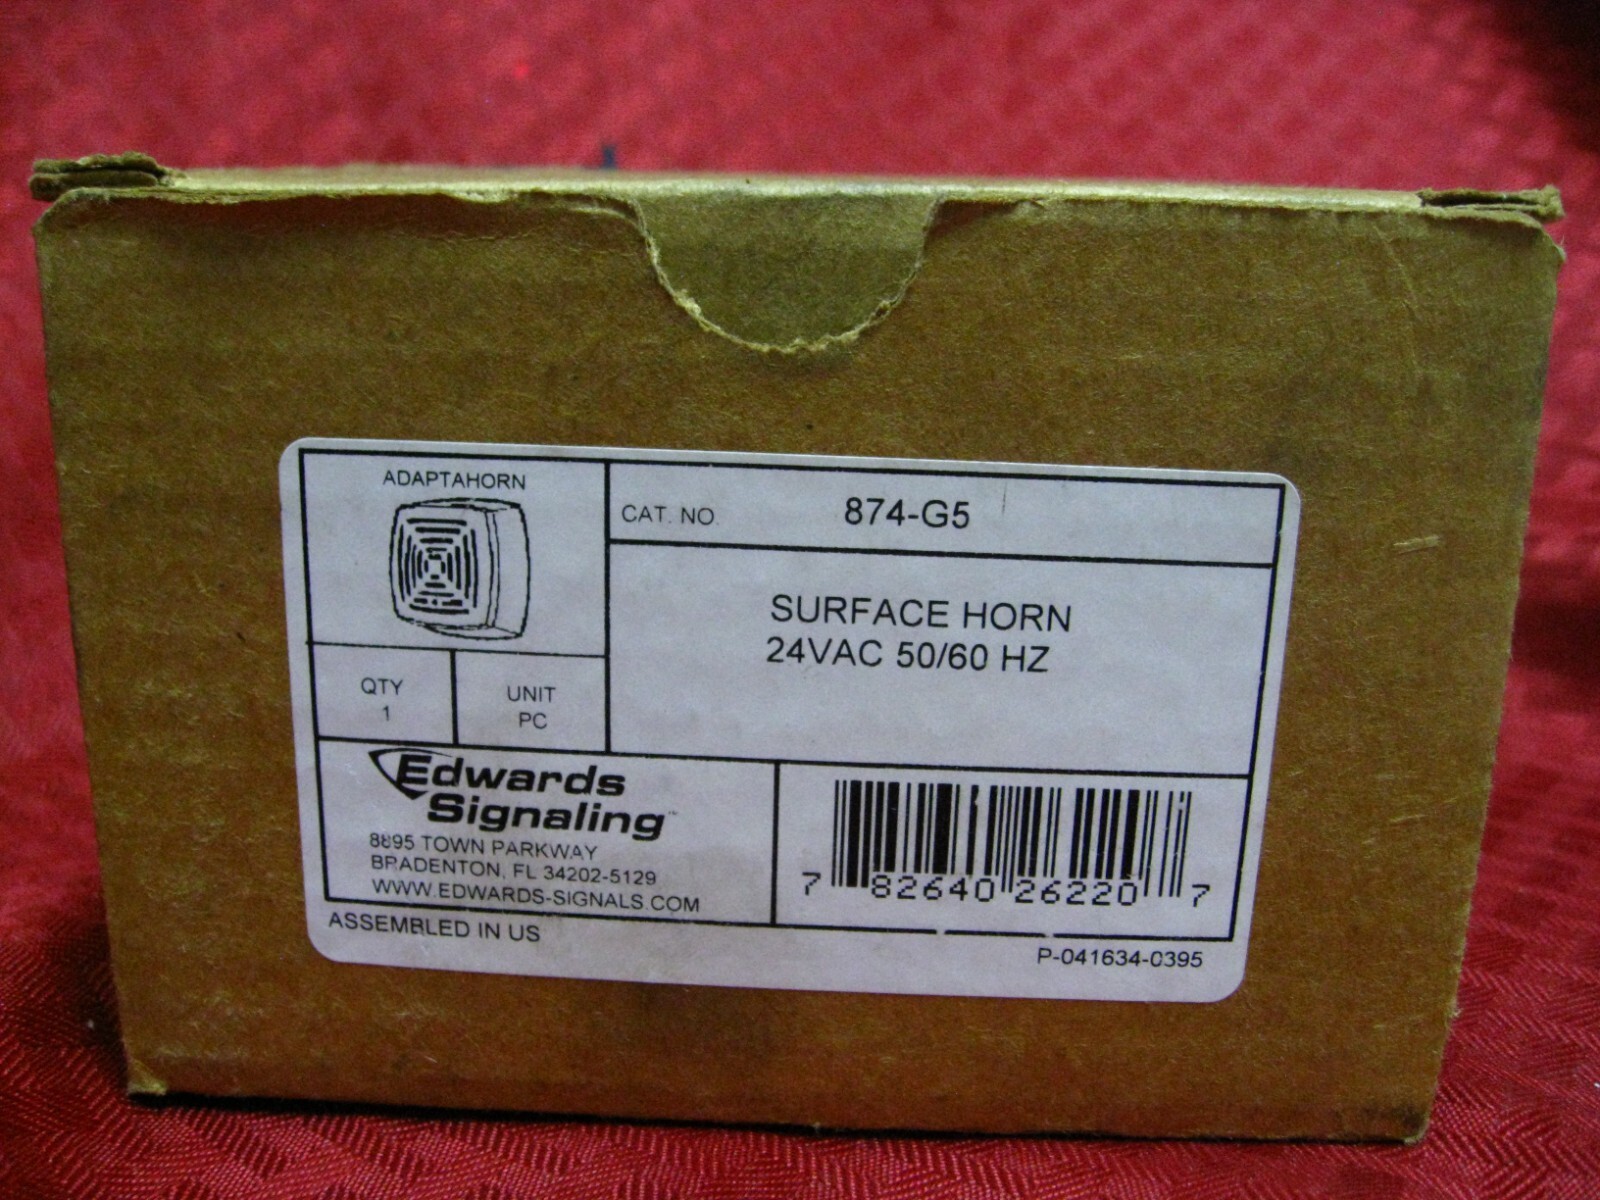 ADAPTAHORN
CAT. NO. 874-G5
SURFACE HORN
24VAC 50/60 HZ
QTY
1
UNIT
PC
Edwards
Signaling™
8895 TOWN PARKWAY
BRADENTON, FL 34202-5129
WWW.EDWARDS-SIGNALS.COM
7 82640 26220 7
ASSEMBLED IN US
P-041634-0395